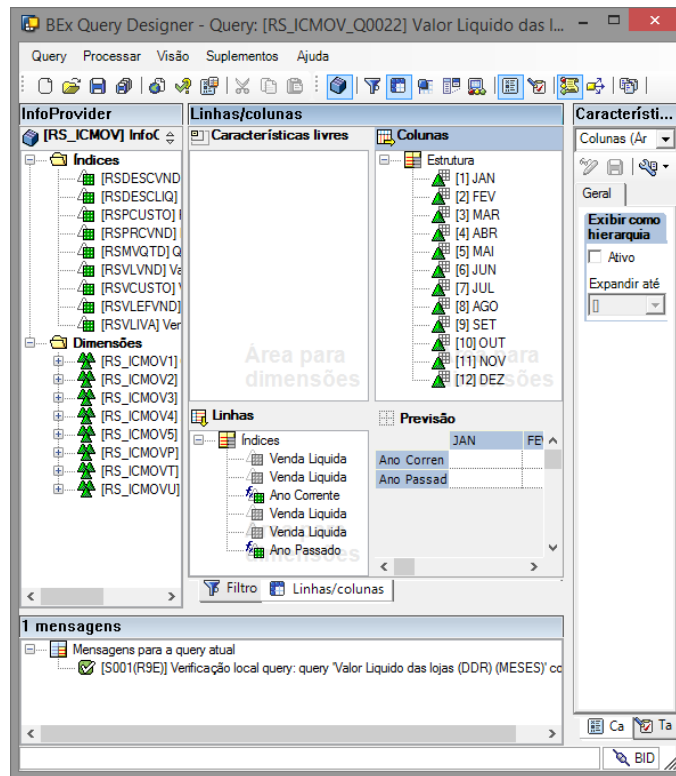 BEx Query Designer - Query: [RS_ICMOV_Q0022] Valor Liquido das l...
Query Processar Visão Suplementos Ajuda
InfoProvider
[RS_ICMOV] InfoC
Índices
[RSDESCVND
[RSDESCLIQ]
[RSPCUSTO]
[RSPRCVND]
[RSMVQTD] Q
[RSVLVND] Va
[RSVCUSTO]
[RSVLEFVND]
[RSVLIVA] Ver
Dimensões
[RS_ICMOV1]
[RS_ICMOV2]
[RS_ICMOV3]
[RS_ICMOV4]
[RS_ICMOV5]
[RS_ICMOVP]
[RS_ICMOVT]
[RS_ICMOVU]
Linhas/colunas
Características livres
Área para
dimensões
Colunas
Estrutura
[1] JAN
[2] FEV
[3] MAR
[4] ABR
[5] MAI
[6] JUN
[7] JUL
[8] AGO
[9] SET
[10] OUT
[11] NOV
[12] DEZ
Linhas
Índices
Venda Liquida
Venda Liquida
Ano Corrente
Venda Liquida
Venda Liquida
Ano Passado
Previsão
JAN FE
Ano Corren
Ano Passad
Filtro Linhas/colunas
Característi...
Colunas (Ar
Geral
Exibir como
hierarquia
Ativo
Expandir até
1 mensagens
Mensagens para a query atual
[S001(R9E)] Verificação local query: query 'Valor Liquido das lojas (DDR) (MESES)' co
Ca Ta
BID